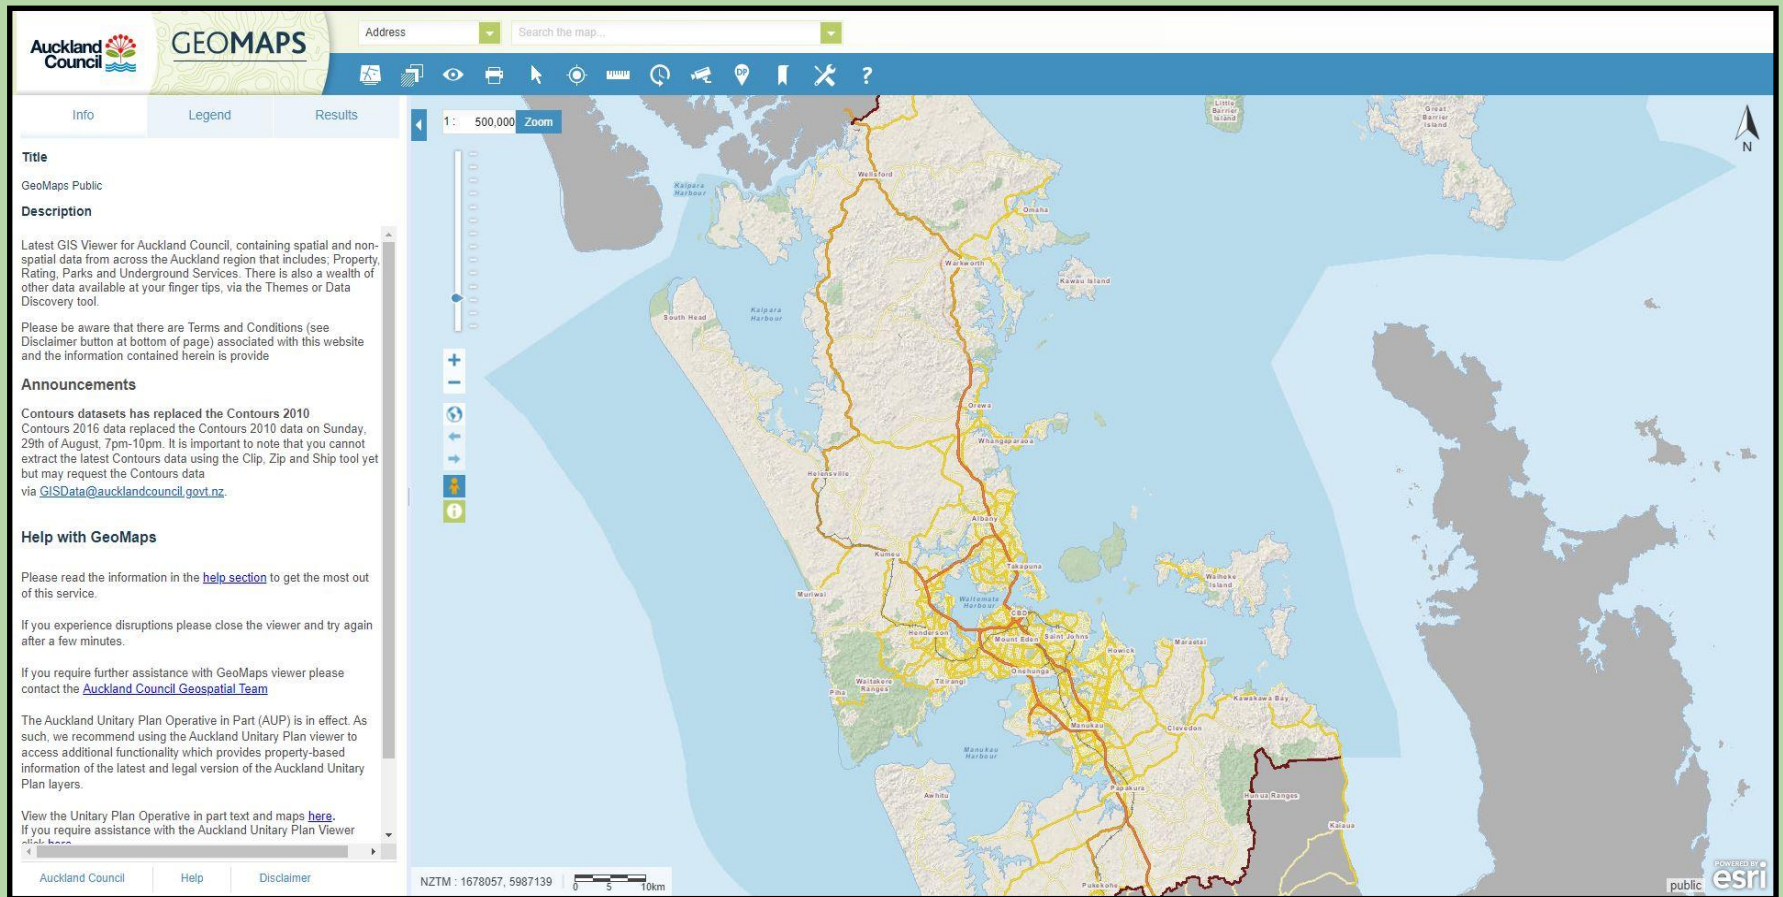 Auckland
Council
GEOMAPS
Address
Search the map...
DP
?
Info
Legend
Results
Title
GeoMaps Public
Description
Latest GIS Viewer for Auckland Council, containing spatial and non-
spatial data from across the Auckland region that includes; Property,
Rating, Parks and Underground Services. There is also a wealth of
other data available at your finger tips, via the Themes or Data
Discovery tool.
Please be aware that there are Terms and Conditions (see
Disclaimer button at bottom of page) associated with this website
and the information contained herein is provide
Announcements
Contours datasets has replaced the Contours 2010
Contours 2016 data replaced the Contours 2010 data on Sunday,
29th of August, 7pm-10pm. It is important to note that you cannot
extract the latest Contours data using the Clip, Zip and Ship tool yet
but may request the Contours data
via GISData@aucklandcouncil.govt.nz.
Help with GeoMaps
Please read the information in the help section to get the most out
of this service.
If you experience disruptions please close the viewer and try again
after a few minutes.
If you require further assistance with GeoMaps viewer please
contact the Auckland Council Geospatial Team
The Auckland Unitary Plan Operative in Part (AUP) is in effect. As
such, we recommend using the Auckland Unitary Plan viewer to
access additional functionality which provides property-based
information of the latest and legal version of the Auckland Unitary
Plan layers.
View the Unitary Plan Operative in part text and maps here.
If you require assistance with the Auckland Unitary Plan Viewer
click here
Auckland Council
Help
Disclaimer
1 : 500,000 Zoom
Little
Barrier
Island
Great
Barrier
Island
N
Wellsford
Kaipara
Harbour
Omaha
Warkworth
Kawau Island
South Head
Kaipara
Harbour
Orewa
Whangaparaoa
Helensville
Albany
Kumeu
Takapuna
Waiheke
Island
Muriwai
Waitemata
Harbour
CBD
Henderson
Mount Eden
Saint Johns
Maraetai
Howick
Onehunga
Waitakere
Ranges
Titirangi
Piha
Kawakawa Bay
Manukau
Clevedon
Manukau
Harbour
Papakura
Awhitu
Hunua Ranges
Kaiaua
Pukekohe
NZTM : 1678057, 5987139
0 5 10km
public
POWERED BY
esri